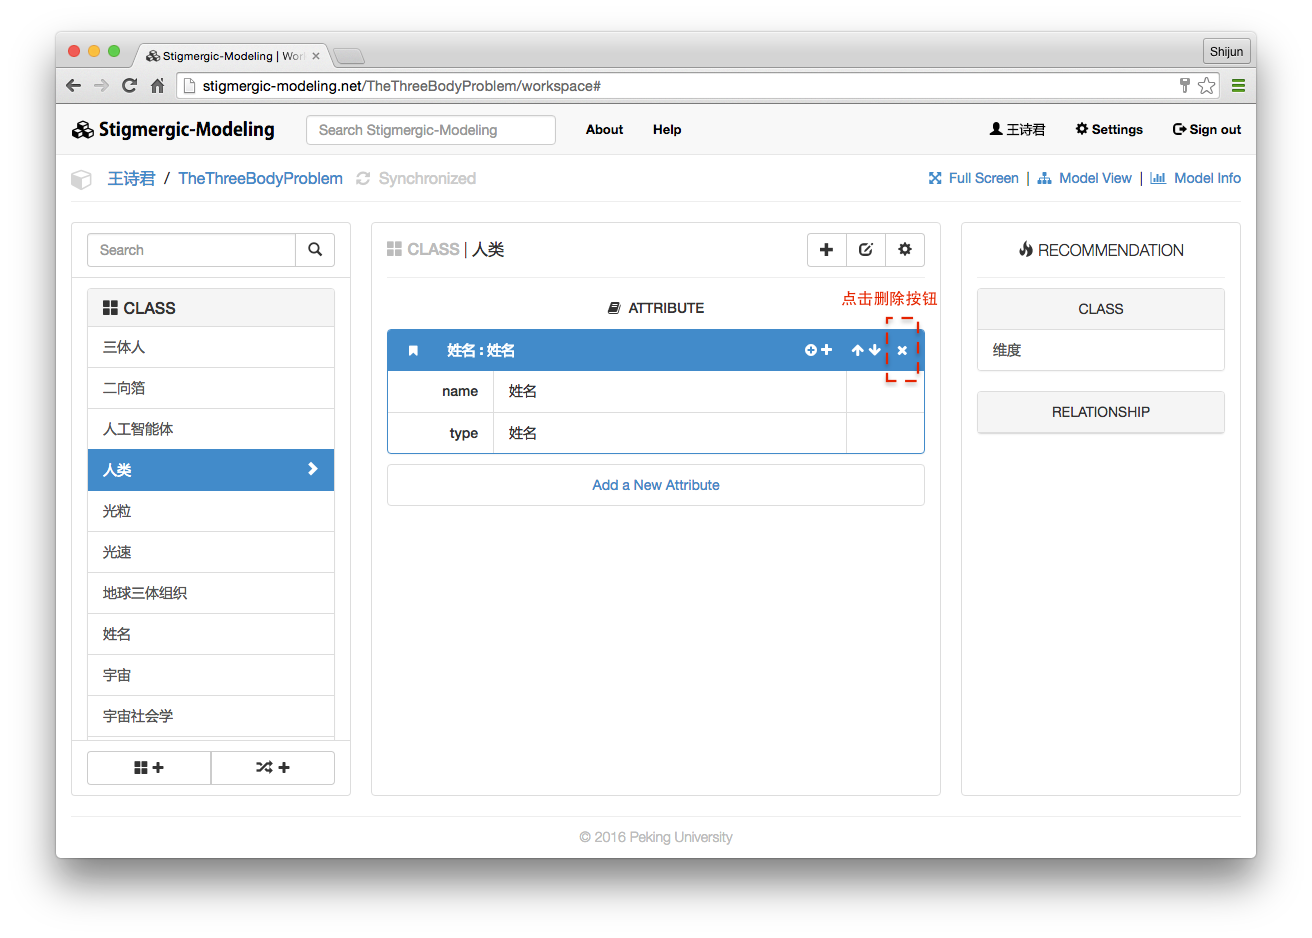 Stigmergic-Modeling | Wor
Shijun
stigmergic-modeling.net/TheThreeBodyProblem/workspace#
Stigmergic-Modeling
Search Stigmergic-Modeling
About
Help
王诗君
Settings
Sign out
王诗君 / TheThreeBodyProblem
Synchronized
Full Screen | Model View | Model Info
Search
CLASS
三体人
二向箔
人工智能体
人类
光粒
光速
地球三体组织
姓名
宇宙
宇宙社会学
CLASS | 人类
点击删除按钮
ATTRIBUTE
姓名 : 姓名
name 姓名
type 姓名
Add a New Attribute
RECOMMENDATION
CLASS
维度
RELATIONSHIP
© 2016 Peking University